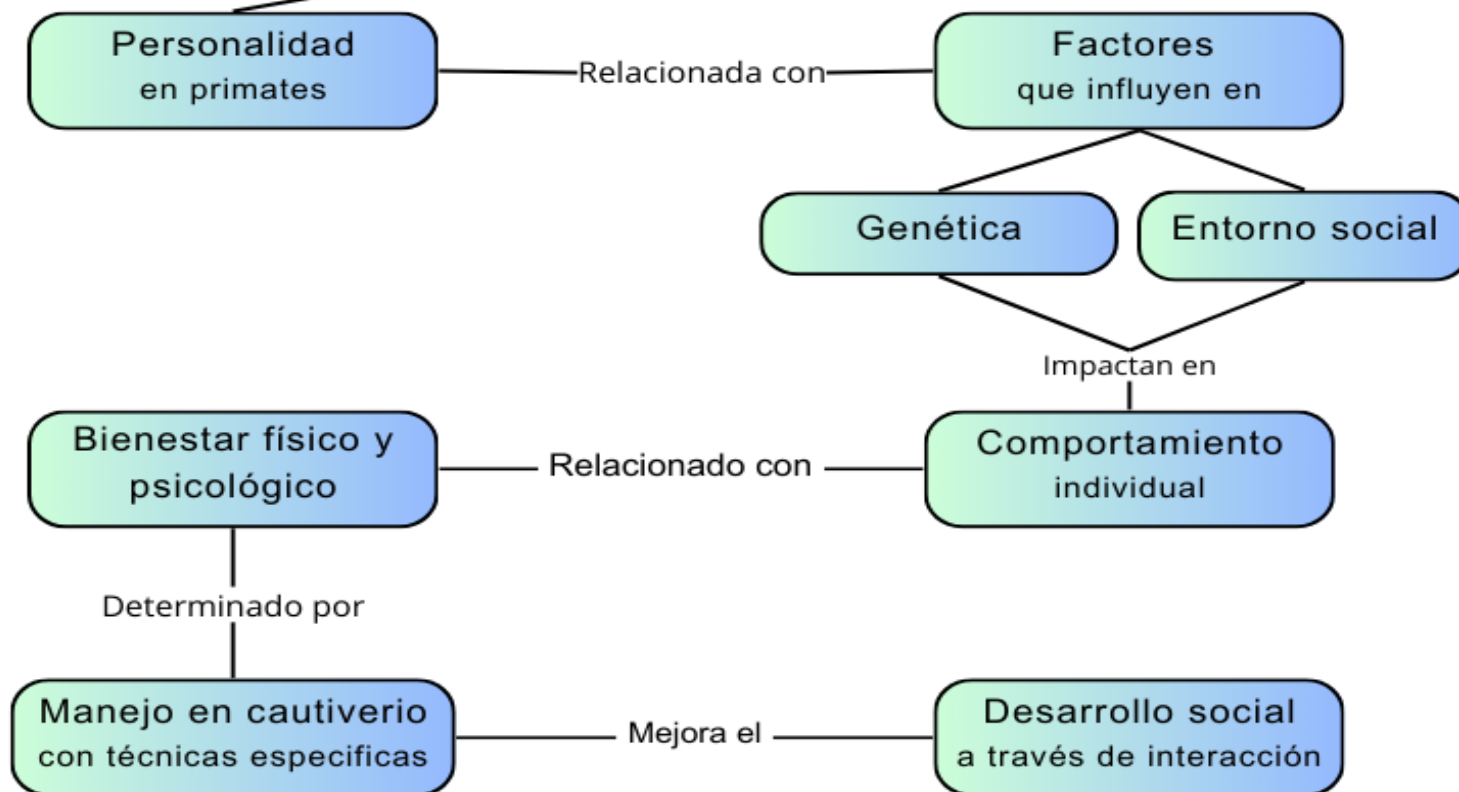 Personalidad
en primates
Relacionada con
Factores
que influyen en
Genética
Entorno social
Impactan en
Bienestar físico y
psicológico
Relacionado con
Comportamiento
individual
Determinado por
Manejo en cautiverio
con técnicas especificas
Mejora el
Desarrollo social
a través de interacción